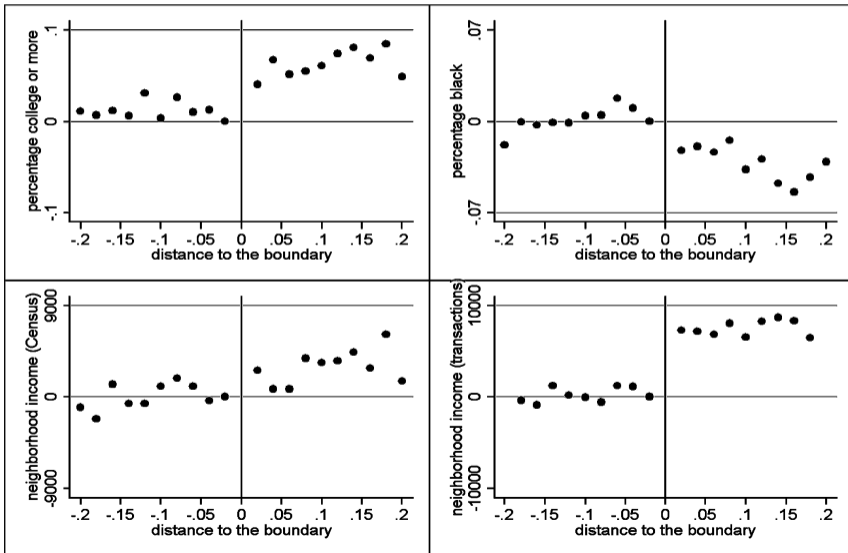 percentage college or more
.1
0
-.1
-.2 -.15 -.1 -.05 0 .05 .1 .15 .2
distance to the boundary
percentage black
.07
0
-.07
-.2 -.15 -.1 -.05 0 .05 .1 .15 .2
distance to the boundary
neighborhood income (Census)
9000
0
-9000
-.2 -.15 -.1 -.05 0 .05 .1 .15 .2
distance to the boundary
neighborhood income (transactions)
10000
0
-10000
-.2 -.15 -.1 -.05 0 .05 .1 .15 .2
distance to the boundary